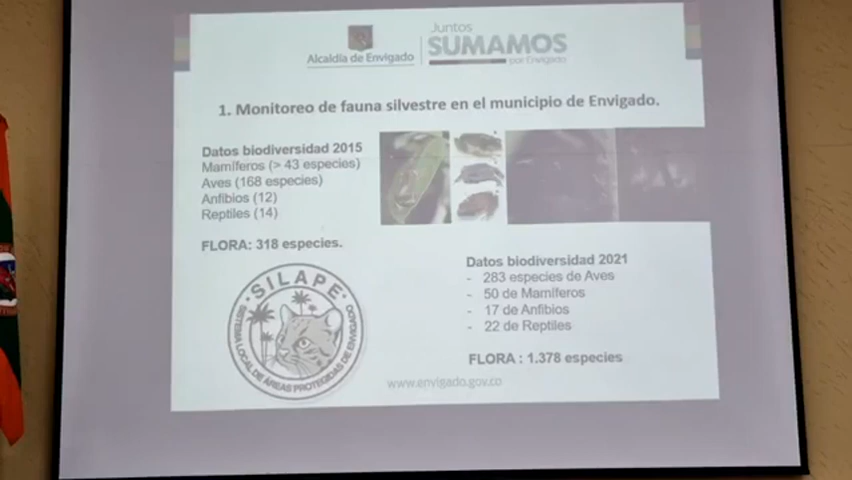 Alcaldía de Envigado
Juntos
SUMAMOS
por Envigado
1. Monitoreo de fauna silvestre en el municipio de Envigado.
Datos biodiversidad 2015
Mamíferos (> 43 especies)
Aves (168 especies)
Anfibios (12)
Reptiles (14)
FLORA: 318 especies.
Datos biodiversidad 2021
- 283 especies de Aves
- 50 de Mamíferos
- 17 de Anfibios
- 22 de Reptiles
FLORA : 1.378 especies
·SILAPE·
SISTEMA LOCAL DE ÁREAS PROTEGIDAS DE ENVIGADO
www.envigado.gov.co